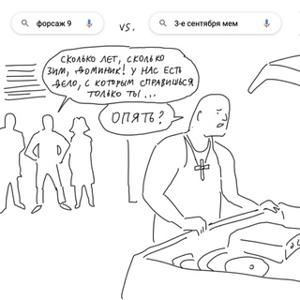 форсаж 9
vs.
3-е сентября мем
СКОЛЬКО ЛЕТ, СКОЛЬКО
ЗИМ, ДОМИНИК! У НАС ЕСТЬ
ДЕЛО, С КОТОРЫМ СПРАВИШЬСЯ
ТОЛЬКО ТЫ...
ОПЯТЬ?